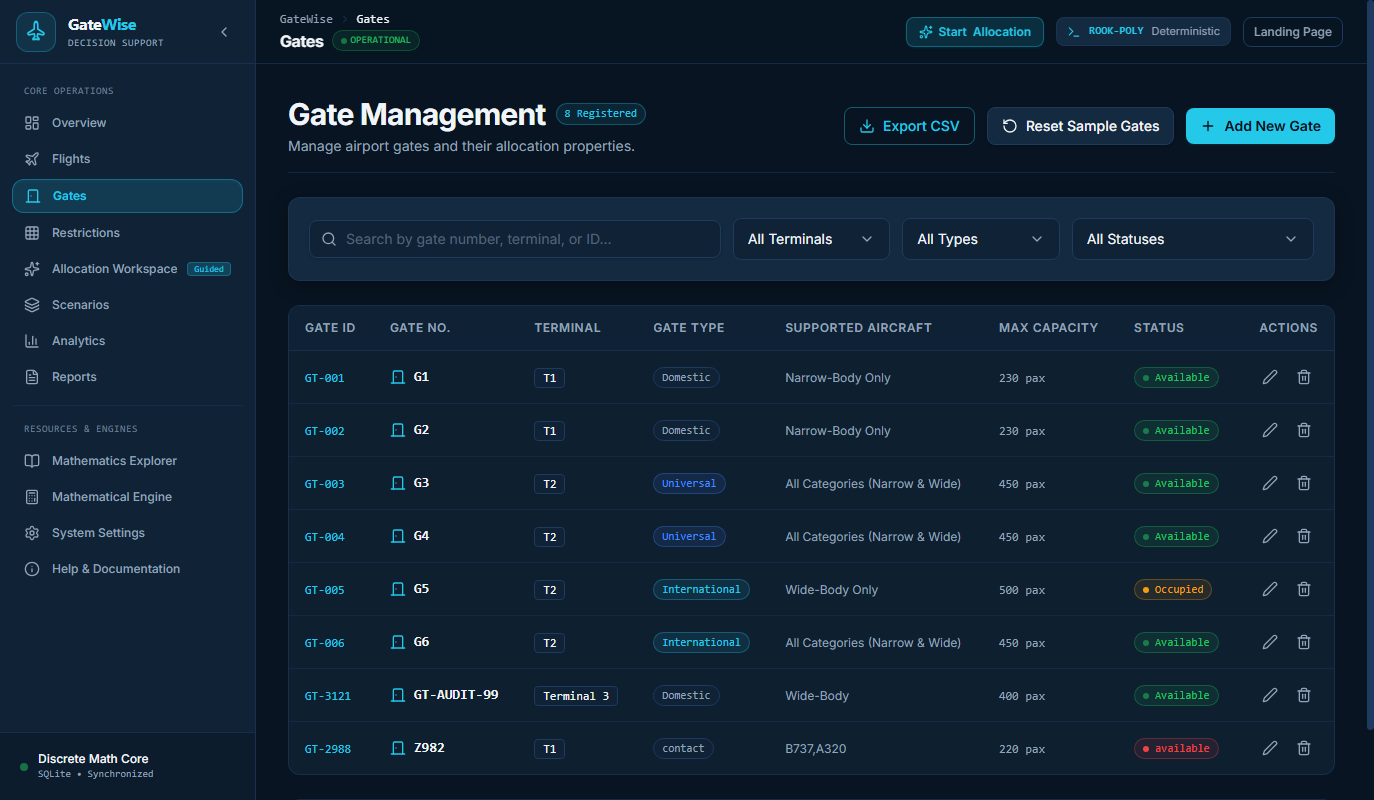 GateWise
DECISION SUPPORT
CORE OPERATIONS
Overview
Flights
Gates
Restrictions
Allocation Workspace Guided
Scenarios
Analytics
Reports
RESOURCES & ENGINES
Mathematics Explorer
Mathematical Engine
System Settings
Help & Documentation
Discrete Math Core
SQLite • Synchronized
GateWise > Gates
Gates OPERATIONAL
Start Allocation
ROOK-POLY Deterministic
Landing Page
Gate Management 8 Registered
Manage airport gates and their allocation properties.
Export CSV
Reset Sample Gates
+ Add New Gate
Search by gate number, terminal, or ID...
All Terminals
All Types
All Statuses
GATE ID GATE NO. TERMINAL GATE TYPE SUPPORTED AIRCRAFT MAX CAPACITY STATUS ACTIONS
GT-001 G1 T1 Domestic Narrow-Body Only 230 pax Available
GT-002 G2 T1 Domestic Narrow-Body Only 230 pax Available
GT-003 G3 T2 Universal All Categories (Narrow & Wide) 450 pax Available
GT-004 G4 T2 Universal All Categories (Narrow & Wide) 450 pax Available
GT-005 G5 T2 International Wide-Body Only 500 pax Occupied
GT-006 G6 T2 International All Categories (Narrow & Wide) 450 pax Available
GT-3121 GT-AUDIT-99 Terminal 3 Domestic Wide-Body 400 pax Available
GT-2988 Z982 T1 contact B737,A320 220 pax available